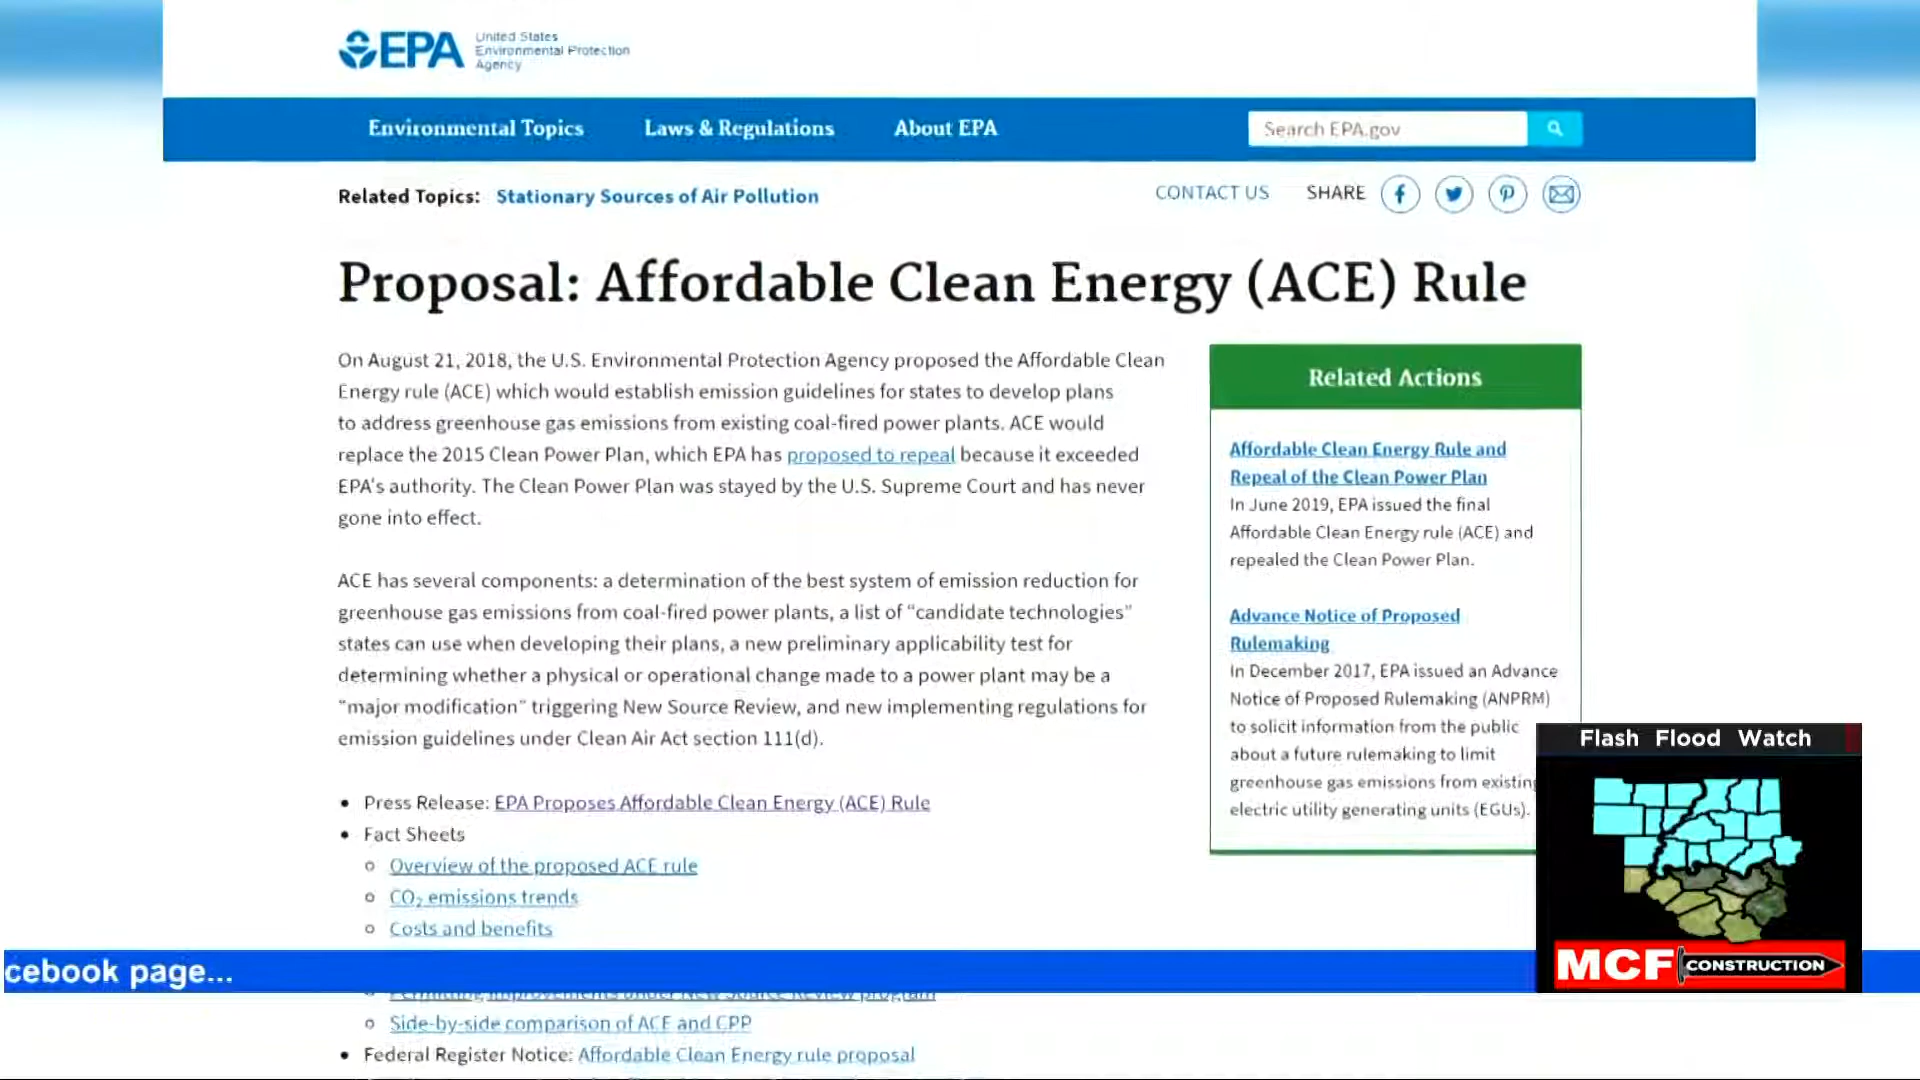 EPA United States
Environmental Protection
Agency
Environmental Topics Laws & Regulations About EPA Search EPA.gov
Related Topics: Stationary Sources of Air Pollution CONTACT US SHARE
Proposal: Affordable Clean Energy (ACE) Rule
On August 21, 2018, the U.S. Environmental Protection Agency proposed the Affordable Clean
Energy rule (ACE) which would establish emission guidelines for states to develop plans
to address greenhouse gas emissions from existing coal-fired power plants. ACE would
replace the 2015 Clean Power Plan, which EPA has proposed to repeal because it exceeded
EPA's authority. The Clean Power Plan was stayed by the U.S. Supreme Court and has never
gone into effect.
ACE has several components: a determination of the best system of emission reduction for
greenhouse gas emissions from coal-fired power plants, a list of “candidate technologies”
states can use when developing their plans, a new preliminary applicability test for
determining whether a physical or operational change made to a power plant may be a
“major modification” triggering New Source Review, and new implementing regulations for
emission guidelines under Clean Air Act section 111(d).
• Press Release: EPA Proposes Affordable Clean Energy (ACE) Rule
• Fact Sheets
Overview of the proposed ACE rule
CO₂ emissions trends
Costs and benefits
Permitting improvements under New Source Review program
Side-by-side comparison of ACE and CPP
• Federal Register Notice: Affordable Clean Energy rule proposal
Related Actions
Affordable Clean Energy Rule and
Repeal of the Clean Power Plan
In June 2019, EPA issued the final
Affordable Clean Energy rule (ACE) and
repealed the Clean Power Plan.
Advance Notice of Proposed
Rulemaking
In December 2017, EPA issued an Advance
Notice of Proposed Rulemaking (ANPRM)
to solicit information from the public
about a future rulemaking to limit
greenhouse gas emissions from existing
electric utility generating units (EGUs).
Flash Flood Watch
MCF CONSTRUCTION
cebook page...